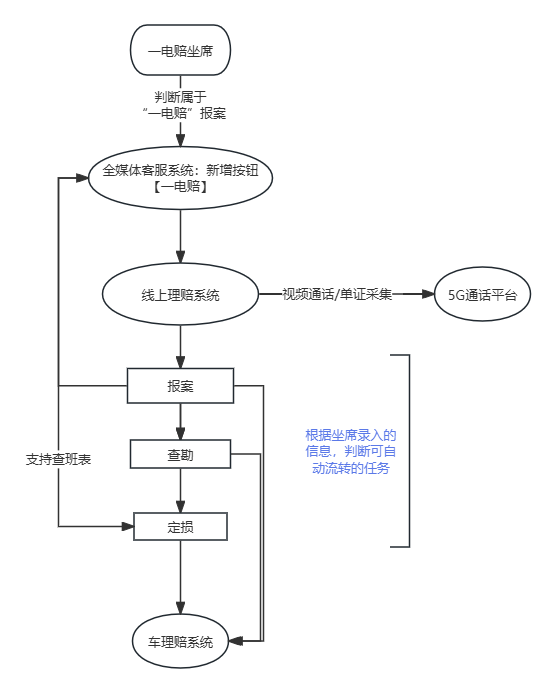 一电赔坐席
判断属于
“一电赔”报案
全媒体客服系统：新增按钮
【一电赔】
线上理赔系统
视频通话/单证采集
5G通话平台
报案
根据坐席录入的
信息，判断可自
动流转的任务
查勘
支持查班表
定损
车理赔系统